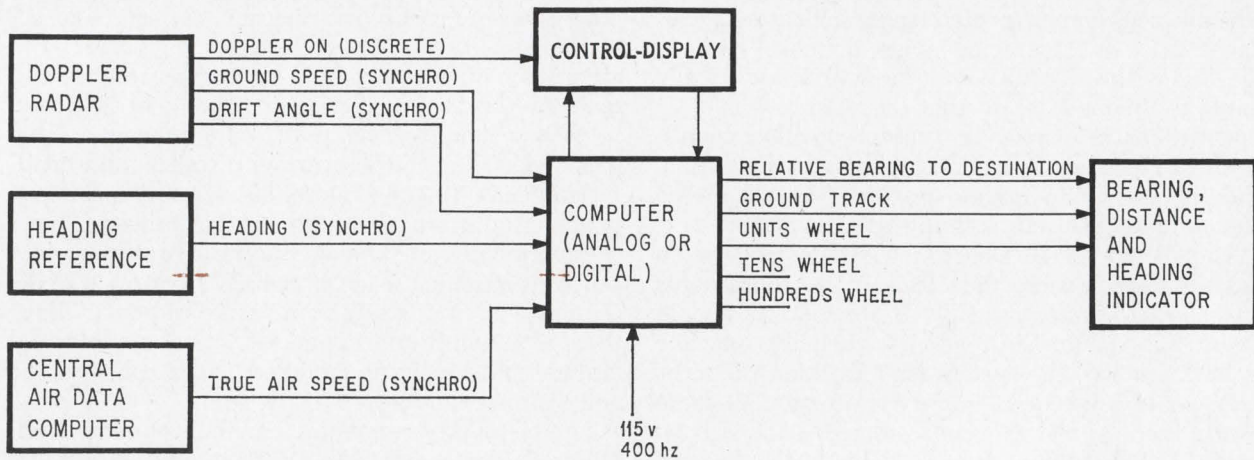 DOPPLER
RADAR
DOPPLER ON (DISCRETE)
GROUND SPEED (SYNCHRO)
DRIFT ANGLE (SYNCHRO)
CONTROL-DISPLAY
HEADING
REFERENCE
HEADING (SYNCHRO)
COMPUTER
(ANALOG OR
DIGITAL)
RELATIVE BEARING TO DESTINATION
GROUND TRACK
UNITS WHEEL
TENS WHEEL
HUNDREDS WHEEL
BEARING,
DISTANCE
AND
HEADING
INDICATOR
CENTRAL
AIR DATA
COMPUTER
TRUE AIR SPEED (SYNCHRO)
115 v
400 hz